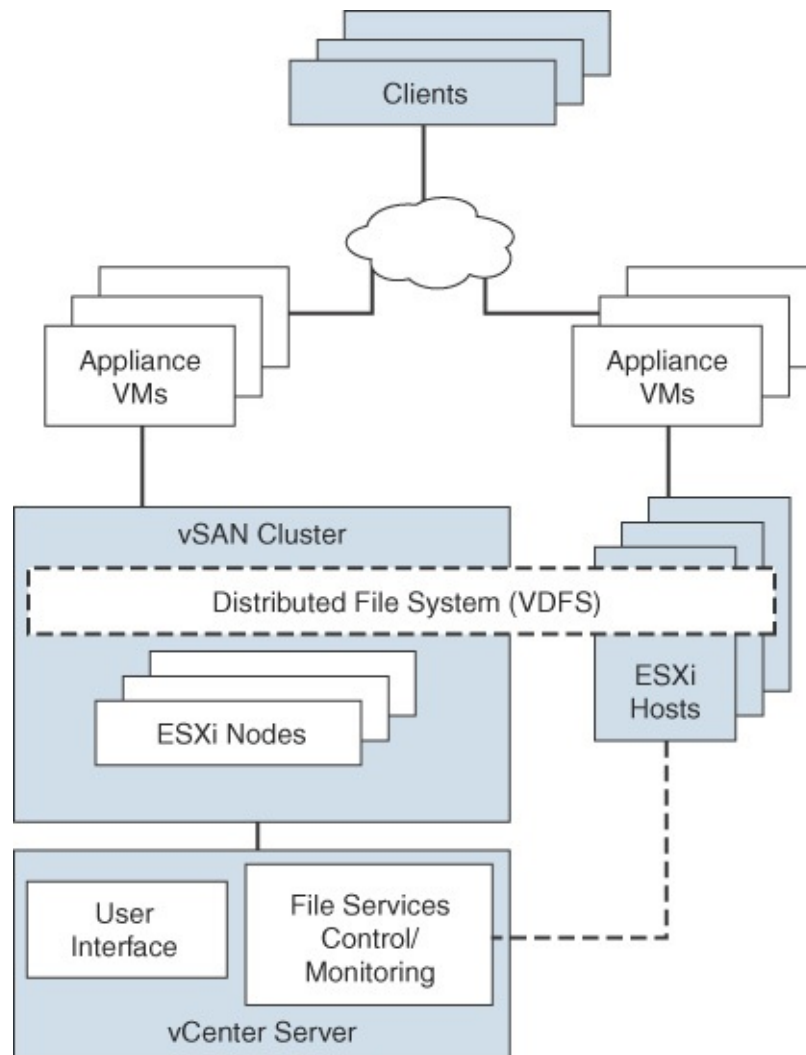 Clients
Appliance
VMs
Appliance
VMs
vSAN Cluster
Distributed File System (VDFS)
ESXi Nodes
ESXi
Hosts
User
Interface
File Services
Control/
Monitoring
vCenter Server